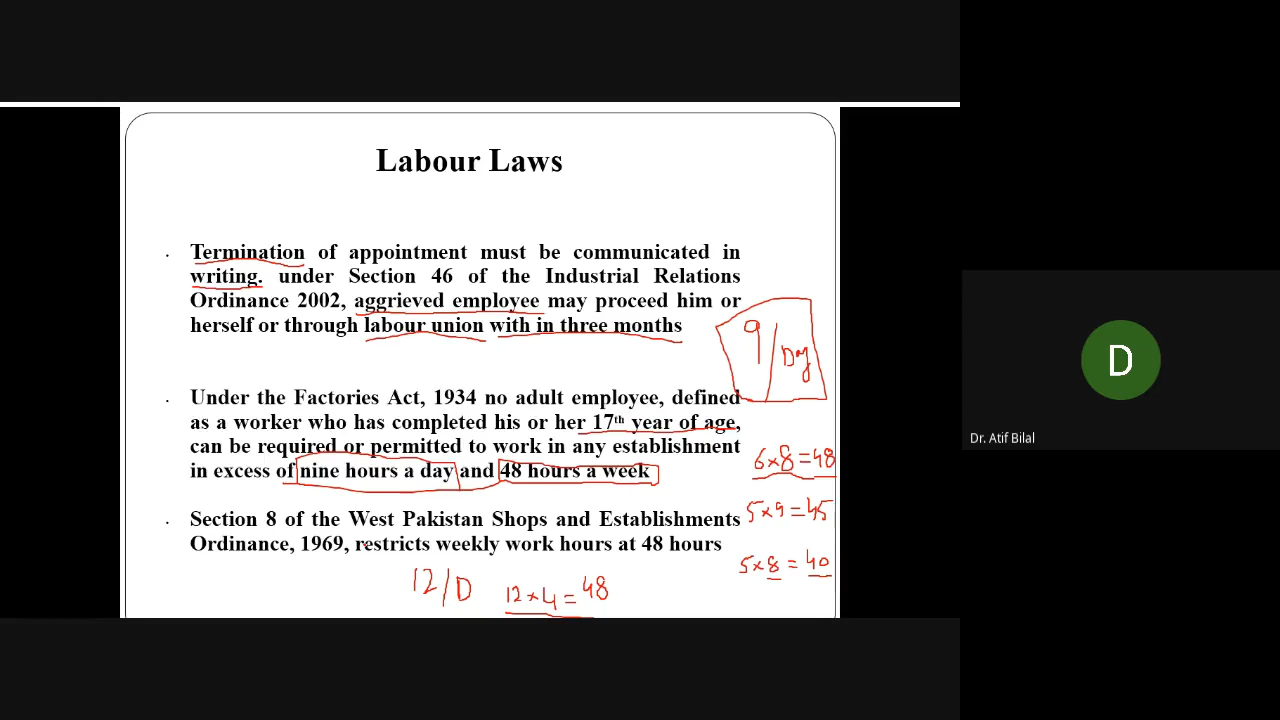 Labour Laws
. Termination of appointment must be communicated in
writing. under Section 46 of the Industrial Relations
Ordinance 2002, aggrieved employee may proceed him or
herself or through labour union with in three months
9/Day
. Under the Factories Act, 1934 no adult employee, defined
as a worker who has completed his or her 17th year of age,
can be required or permitted to work in any establishment
in excess of nine hours a day and 48 hours a week
6×8=48
5×9=45
5×8=40
. Section 8 of the West Pakistan Shops and Establishments
Ordinance, 1969, restricts weekly work hours at 48 hours
12/D
12×4=48
D
Dr. Atif Bilal